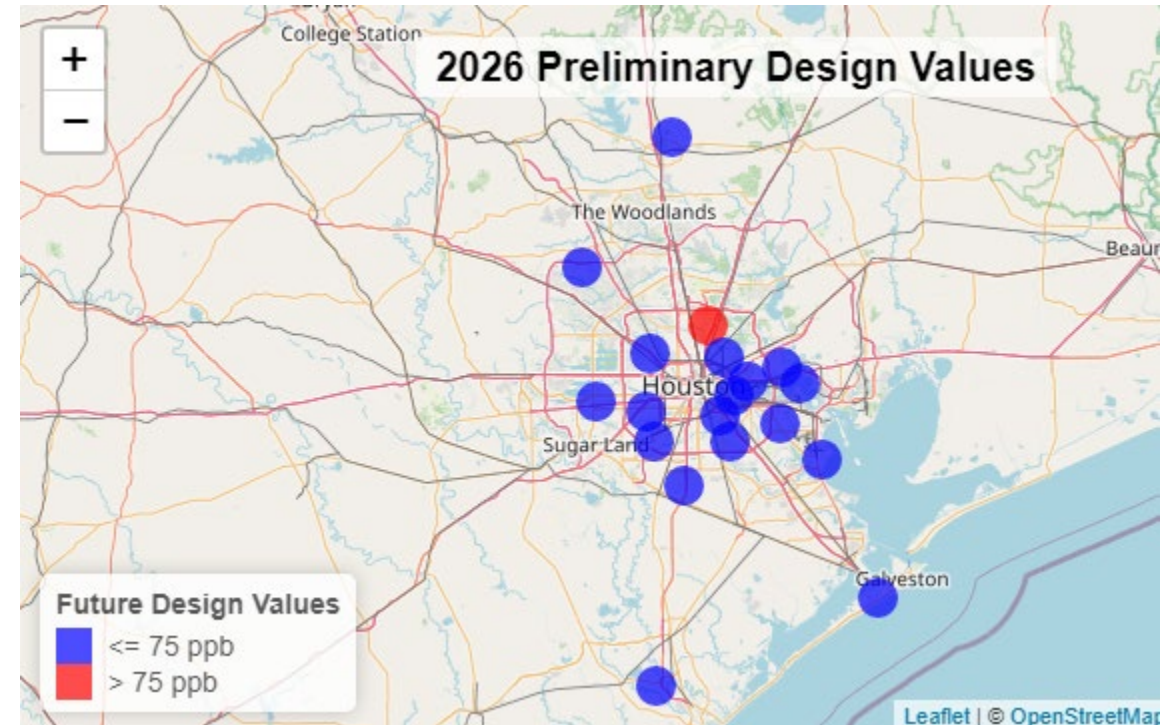 College Station
+
−
2026 Preliminary Design Values
The Woodlands
Beaur
Houston
Sugar Land
Galveston
Future Design Values
<= 75 ppb
> 75 ppb
Leaflet | © OpenStreetMap